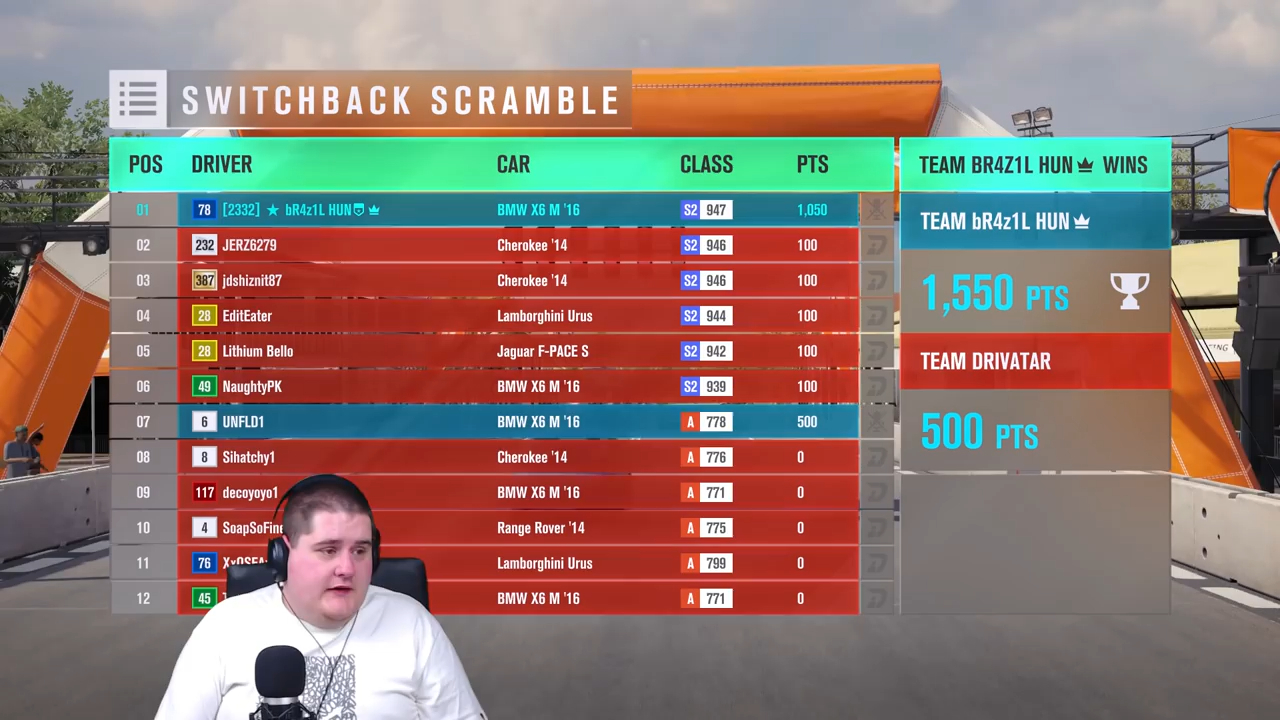 SWITCHBACK SCRAMBLE
POS DRIVER CAR CLASS PTS
01 78 [2332] ★ bR4z1L HUN BMW X6 M '16 S2 947 1,050
02 232 JERZ6279 Cherokee '14 S2 946 100
03 387 jdshiznit87 Cherokee '14 S2 946 100
04 28 EditEater Lamborghini Urus S2 944 100
05 28 Lithium Bello Jaguar F-PACE S S2 942 100
06 49 NaughtyPK BMW X6 M '16 S2 939 100
07 6 UNFLD1 BMW X6 M '16 A 778 500
08 8 Sihatchy1 Cherokee '14 A 776 0
09 117 decoyoyo1 BMW X6 M '16 A 771 0
10 4 SoapSoFine Range Rover '14 A 775 0
11 76 Lamborghini Urus A 799 0
12 45 BMW X6 M '16 A 771 0
TEAM BR4Z1L HUN WINS
TEAM bR4z1L HUN
1,550 PTS
TEAM DRIVATAR
500 PTS